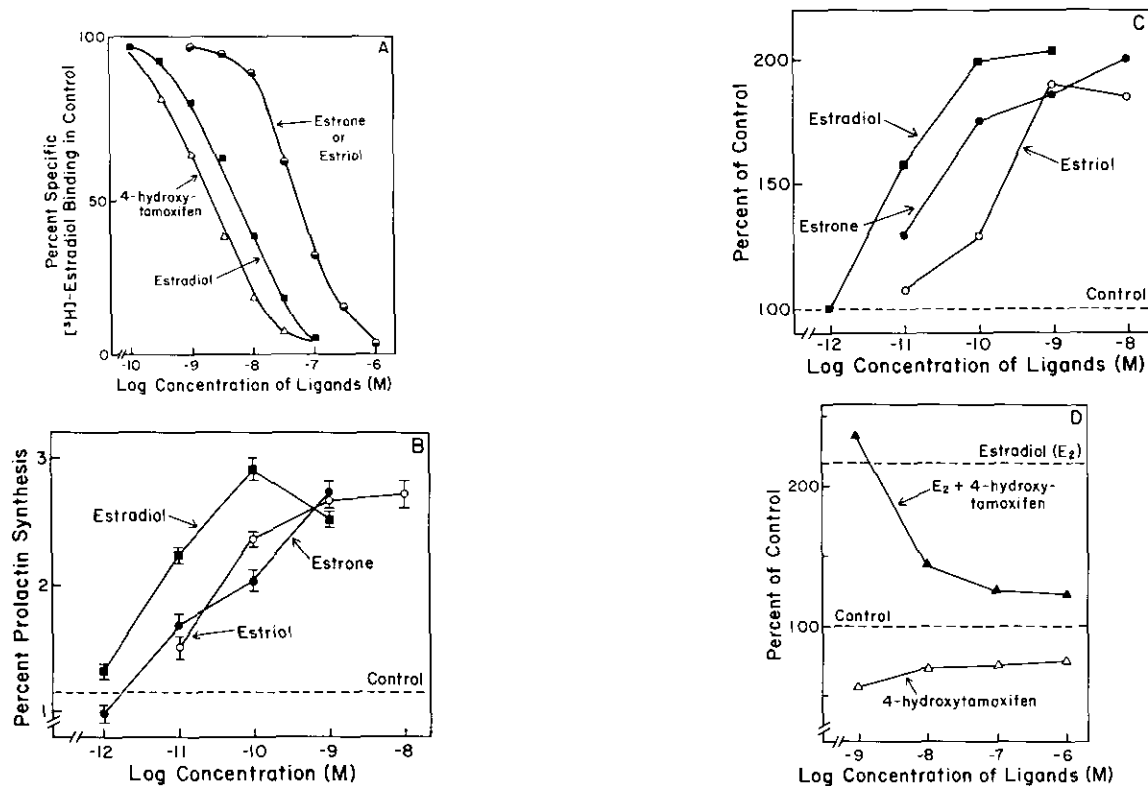 A
100
50
0
Percent Specific
[³H]-Estradiol Binding in Control
Estrone
or
Estriol
4-hydroxy-
tamoxifen
Estradiol
-10 -9 -8 -7 -6
Log Concentration of Ligands (M)
B
3
2
1
Percent Prolactin Synthesis
Estradiol
Estrone
Estriol
Control
-12 -11 -10 -9 -8
Log Concentration (M)
C
200
150
100
Percent of Control
Estradiol
Estriol
Estrone
Control
-12 -11 -10 -9 -8
Log Concentration of Ligands (M)
D
200
100
Percent of Control
Estradiol (E₂)
E₂ + 4-hydroxy-
tamoxifen
Control
4-hydroxytamoxifen
-9 -8 -7 -6
Log Concentration of Ligands (M)